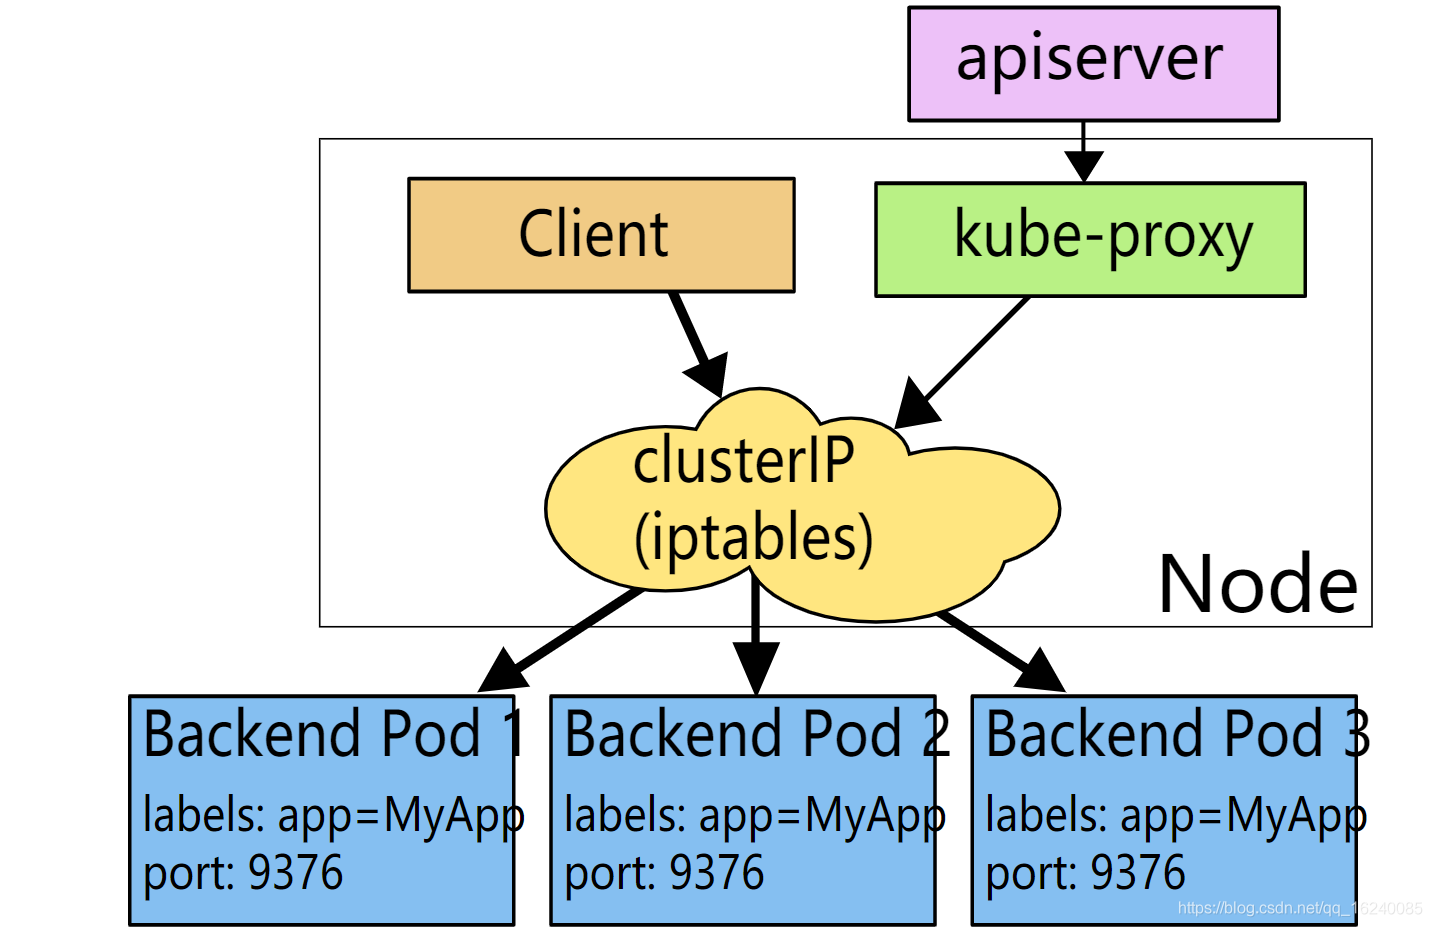 apiserver
Client
kube-proxy
clusterIP
(iptables)
Node
Backend Pod 1
labels: app=MyApp
port: 9376
Backend Pod 2
labels: app=MyApp
port: 9376
Backend Pod 3
labels: app=MyApp
port: 9376
https://blog.csdn.net/qq_16240085